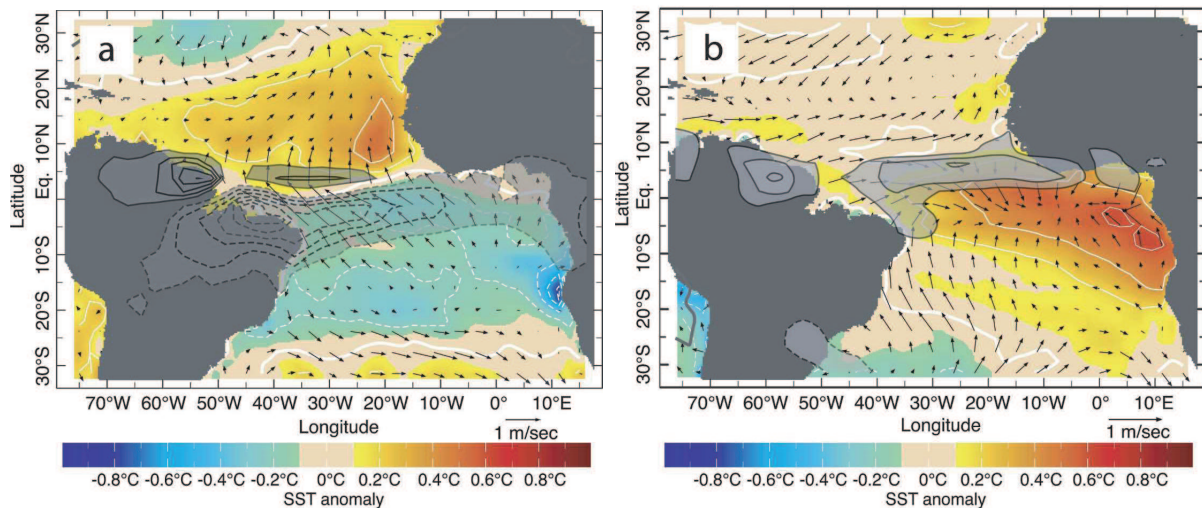 a
30°N
20°N
10°N
Eq.
10°S
20°S
30°S
Latitude
70°W 60°W 50°W 40°W 30°W 20°W 10°W 0° 10°E
Longitude
1 m/sec
-0.8°C -0.6°C -0.4°C -0.2°C 0°C 0.2°C 0.4°C 0.6°C 0.8°C
SST anomaly
b
30°N
20°N
10°N
Eq.
10°S
20°S
30°S
Latitude
70°W 60°W 50°W 40°W 30°W 20°W 10°W 0° 10°E
Longitude
1 m/sec
-0.8°C -0.6°C -0.4°C -0.2°C 0°C 0.2°C 0.4°C 0.6°C 0.8°C
SST anomaly